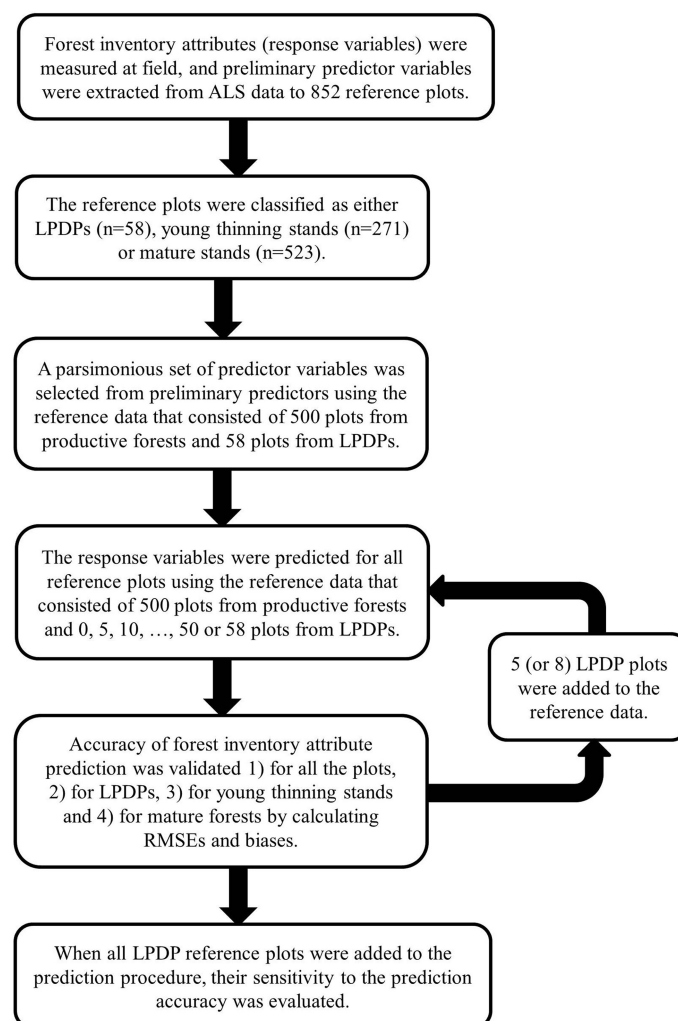 Forest inventory attributes (response variables) were
measured at field, and preliminary predictor variables
were extracted from ALS data to 852 reference plots.
The reference plots were classified as either
LPDPs (n=58), young thinning stands (n=271)
or mature stands (n=523).
A parsimonious set of predictor variables was
selected from preliminary predictors using the
reference data that consisted of 500 plots from
productive forests and 58 plots from LPDPs.
The response variables were predicted for all
reference plots using the reference data that
consisted of 500 plots from productive forests
and 0, 5, 10, …, 50 or 58 plots from LPDPs.
5 (or 8) LPDP plots
were added to the
reference data.
Accuracy of forest inventory attribute
prediction was validated 1) for all the plots,
2) for LPDPs, 3) for young thinning stands
and 4) for mature forests by calculating
RMSEs and biases.
When all LPDP reference plots were added to the
prediction procedure, their sensitivity to the prediction
accuracy was evaluated.